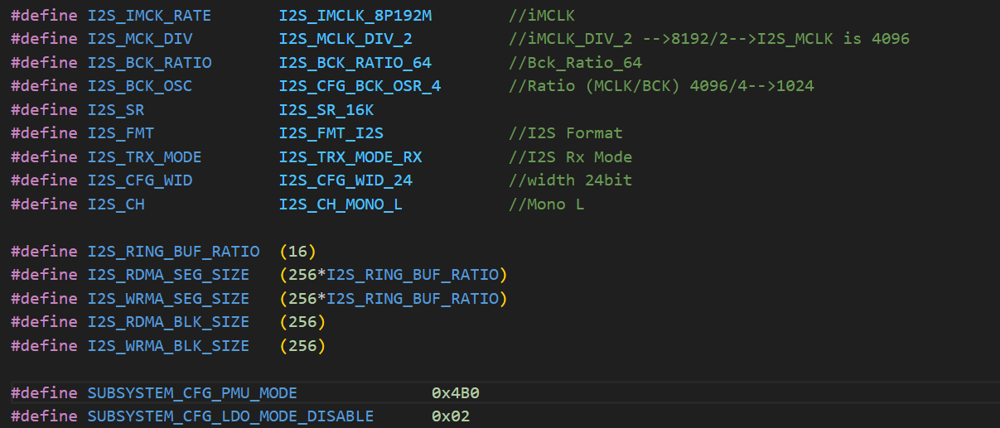 #define I2S_IMCK_RATE I2S_IMCLK_8P192M //iMCLK
#define I2S_MCK_DIV I2S_MCLK_DIV_2 //iMCLK_DIV_2 -->8192/2-->I2S_MCLK is 4096
#define I2S_BCK_RATIO I2S_BCK_RATIO_64 //Bck_Ratio_64
#define I2S_BCK_OSC I2S_CFG_BCK_OSR_4 //Ratio (MCLK/BCK) 4096/4-->1024
#define I2S_SR I2S_SR_16K
#define I2S_FMT I2S_FMT_I2S //I2S Format
#define I2S_TRX_MODE I2S_TRX_MODE_RX //I2S Rx Mode
#define I2S_CFG_WID I2S_CFG_WID_24 //width 24bit
#define I2S_CH I2S_CH_MONO_L //Mono L
#define I2S_RING_BUF_RATIO (16)
#define I2S_RDMA_SEG_SIZE (256*I2S_RING_BUF_RATIO)
#define I2S_WRMA_SEG_SIZE (256*I2S_RING_BUF_RATIO)
#define I2S_RDMA_BLK_SIZE (256)
#define I2S_WRMA_BLK_SIZE (256)
#define SUBSYSTEM_CFG_PMU_MODE 0x4B0
#define SUBSYSTEM_CFG_LDO_MODE_DISABLE 0x02